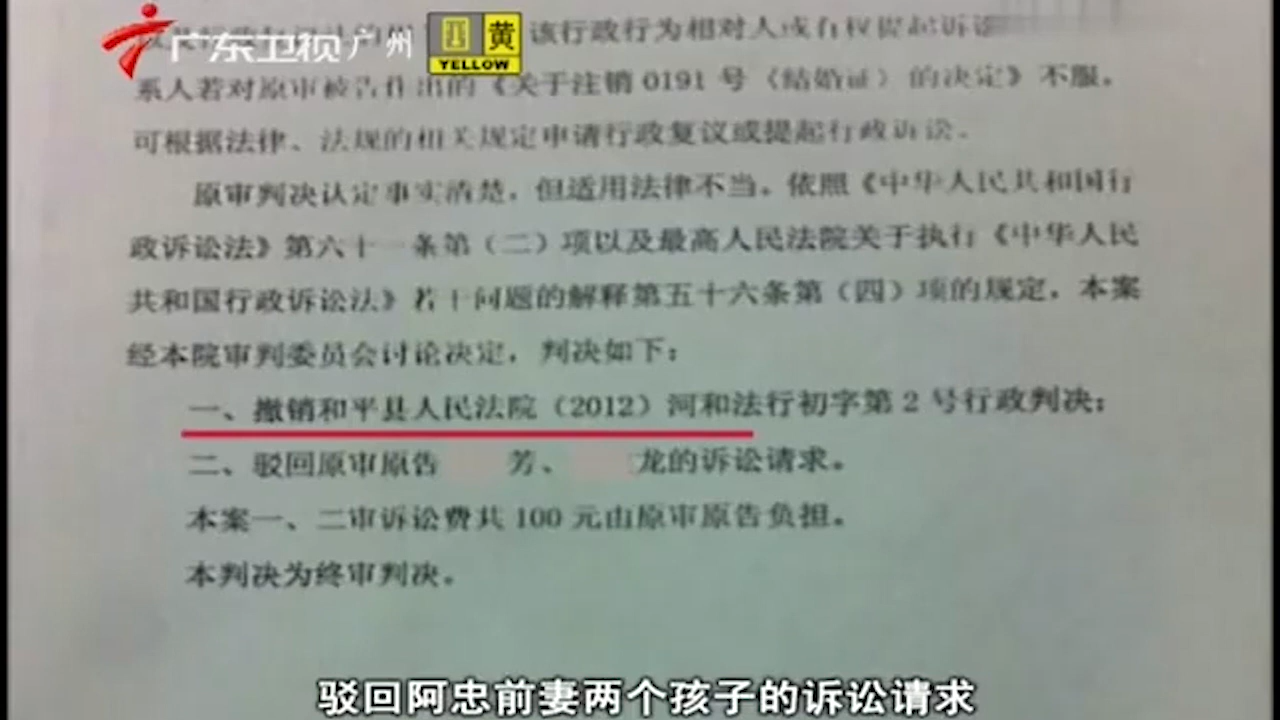 广东卫视 广州 黄
YELLOW
该行政行为相对人或有权提起诉讼
系人若对原审被告作出的《关于注销0191号〈结婚证〉的决定》不服，
可根据法律、法规的相关规定申请行政复议或提起行政诉讼。
原审判决认定事实清楚，但适用法律不当。依照《中华人民共和国行
政诉讼法》第六十一条第（二）项以及最高人民法院关于执行《中华人民
共和国行政诉讼法》若干问题的解释第五十六条第（四）项的规定，本案
经本院审判委员会讨论决定，判决如下：
一、撤销和平县人民法院（2012）河和法行初字第2号行政判决；
二、驳回原审原告 芳、 龙的诉讼请求。
本案一、二审诉讼费共100元由原审原告负担。
本判决为终审判决。
驳回阿忠前妻两个孩子的诉讼请求